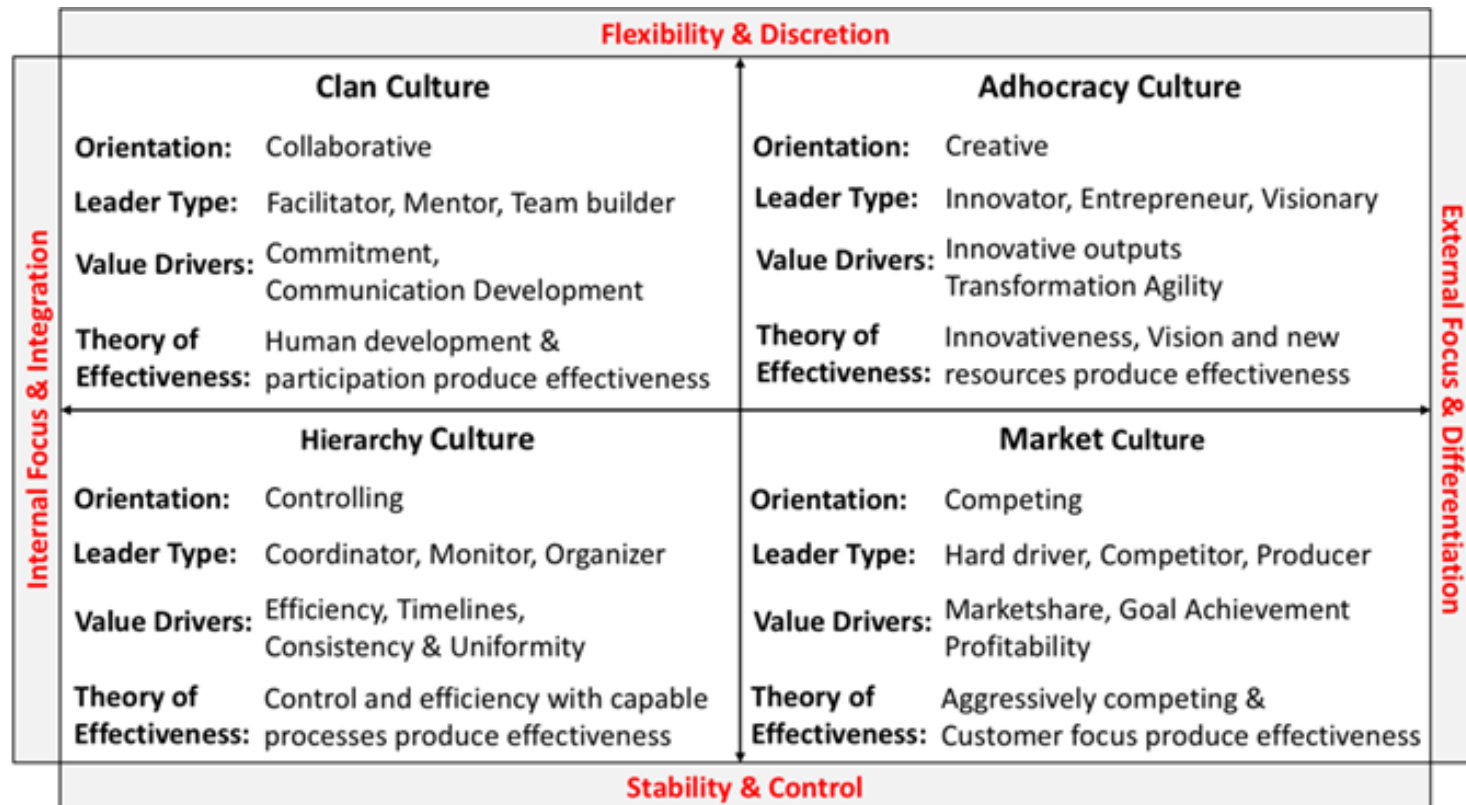 Flexibility & Discretion
Internal Focus & Integration
Clan Culture
Orientation: Collaborative
Leader Type: Facilitator, Mentor, Team builder
Value Drivers: Commitment,
Communication Development
Theory of Human development &
Effectiveness: participation produce effectiveness
Adhocracy Culture
Orientation: Creative
Leader Type: Innovator, Entrepreneur, Visionary
Value Drivers: Innovative outputs
Transformation Agility
Theory of Innovativeness, Vision and new
Effectiveness: resources produce effectiveness
Hierarchy Culture
Orientation: Controlling
Leader Type: Coordinator, Monitor, Organizer
Value Drivers: Efficiency, Timelines,
Consistency & Uniformity
Theory of Control and efficiency with capable
Effectiveness: processes produce effectiveness
Market Culture
Orientation: Competing
Leader Type: Hard driver, Competitor, Producer
Value Drivers: Marketshare, Goal Achievement
Profitability
Theory of Aggressively competing &
Effectiveness: Customer focus produce effectiveness
External Focus & Differentiation
Stability & Control